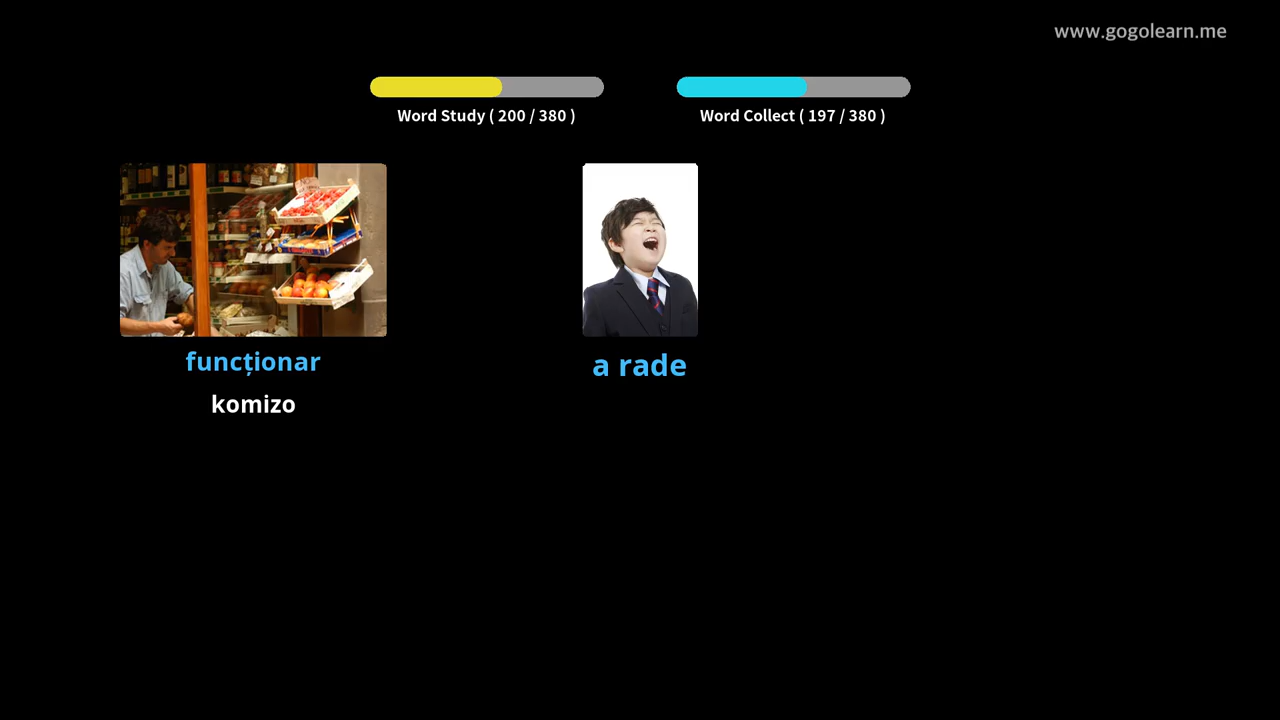 www.gogolearn.me
Word Study ( 200 / 380 )
Word Collect ( 197 / 380 )
funcționar
komizo
a rade